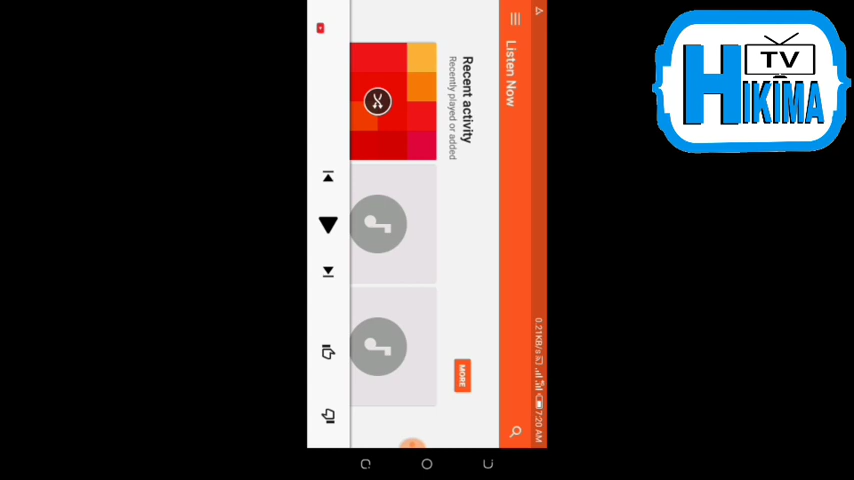 0.21KB/s 7:20 AM
Listen Now
Recent activity
Recently played or added
MORE
TV
HIKIMA